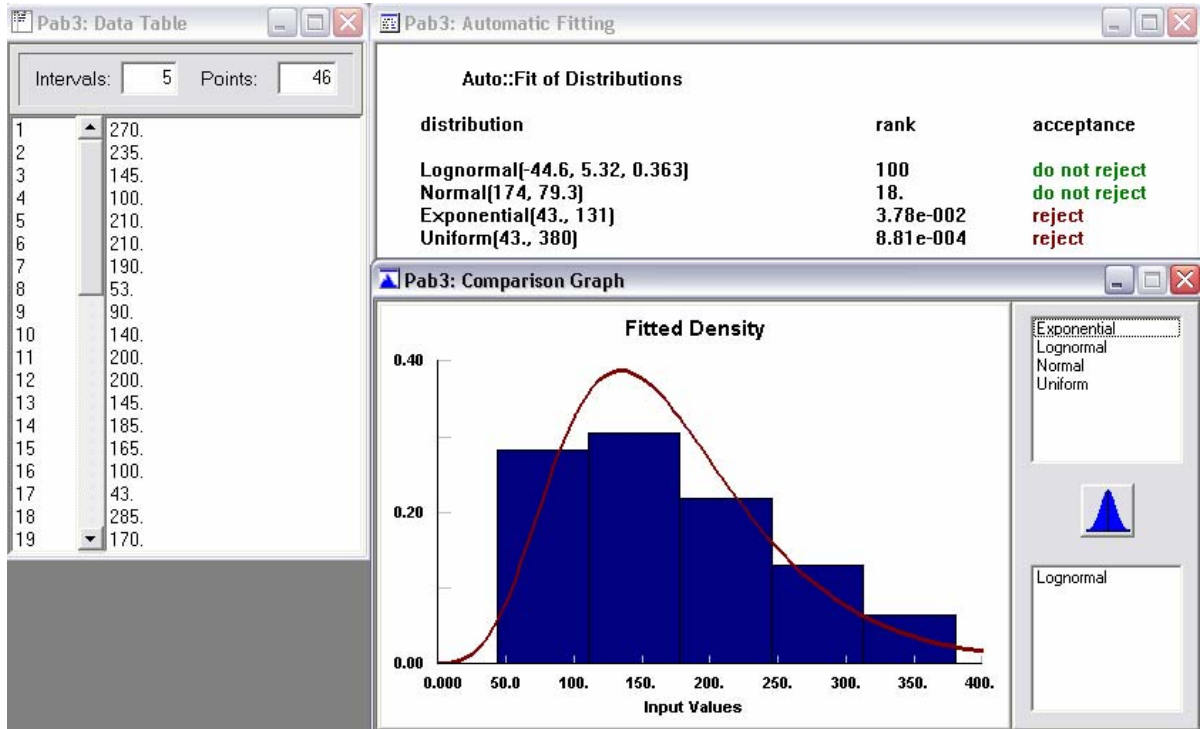 Pab3: Data Table
Intervals: 5 Points: 46
1 270.
2 235.
3 145.
4 100.
5 210.
6 210.
7 190.
8 53.
9 90.
10 140.
11 200.
12 200.
13 145.
14 185.
15 165.
16 100.
17 43.
18 285.
19 170.
Pab3: Automatic Fitting
Auto::Fit of Distributions
distribution rank acceptance
Lognormal(-44.6, 5.32, 0.363) 100 do not reject
Normal(174, 79.3) 18. do not reject
Exponential(43., 131) 3.78e-002 reject
Uniform(43., 380) 8.81e-004 reject
Pab3: Comparison Graph
Fitted Density
0.40
0.20
0.00
0.000 50.0 100. 150. 200. 250. 300. 350. 400.
Input Values
Exponential
Lognormal
Normal
Uniform
Lognormal